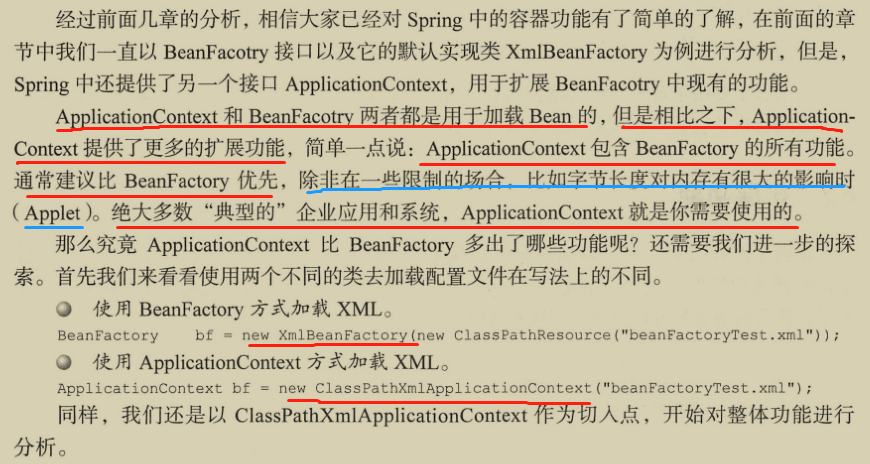 经过前面几章的分析，相信大家已经对 Spring 中的容器功能有了简单的了解，在前面的章
节中我们一直以 BeanFacotry 接口以及它的默认实现类 XmlBeanFactory 为例进行分析，但是，
Spring 中还提供了另一个接口 ApplicationContext，用于扩展 BeanFacotry 中现有的功能。
ApplicationContext 和 BeanFacotry 两者都是用于加载 Bean 的，但是相比之下，Application-
Context 提供了更多的扩展功能，简单一点说：ApplicationContext 包含 BeanFactory 的所有功能。
通常建议比 BeanFactory 优先，除非在一些限制的场合，比如字节长度对内存有很大的影响时
（Applet）。绝大多数“典型的”企业应用和系统，ApplicationContext 就是你需要使用的。
那么究竟 ApplicationContext 比 BeanFactory 多出了哪些功能呢？还需要我们进一步的探
索。首先我们来看看使用两个不同的类去加载配置文件在写法上的不同。
使用 BeanFactory 方式加载 XML。
BeanFactory bf = new XmlBeanFactory(new ClassPathResource("beanFactoryTest.xml"));
使用 ApplicationContext 方式加载 XML。
ApplicationContext bf = new ClassPathXmlApplicationContext("beanFactoryTest.xml");
同样，我们还是以 ClassPathXmlApplicationContext 作为切入点，开始对整体功能进行
分析。